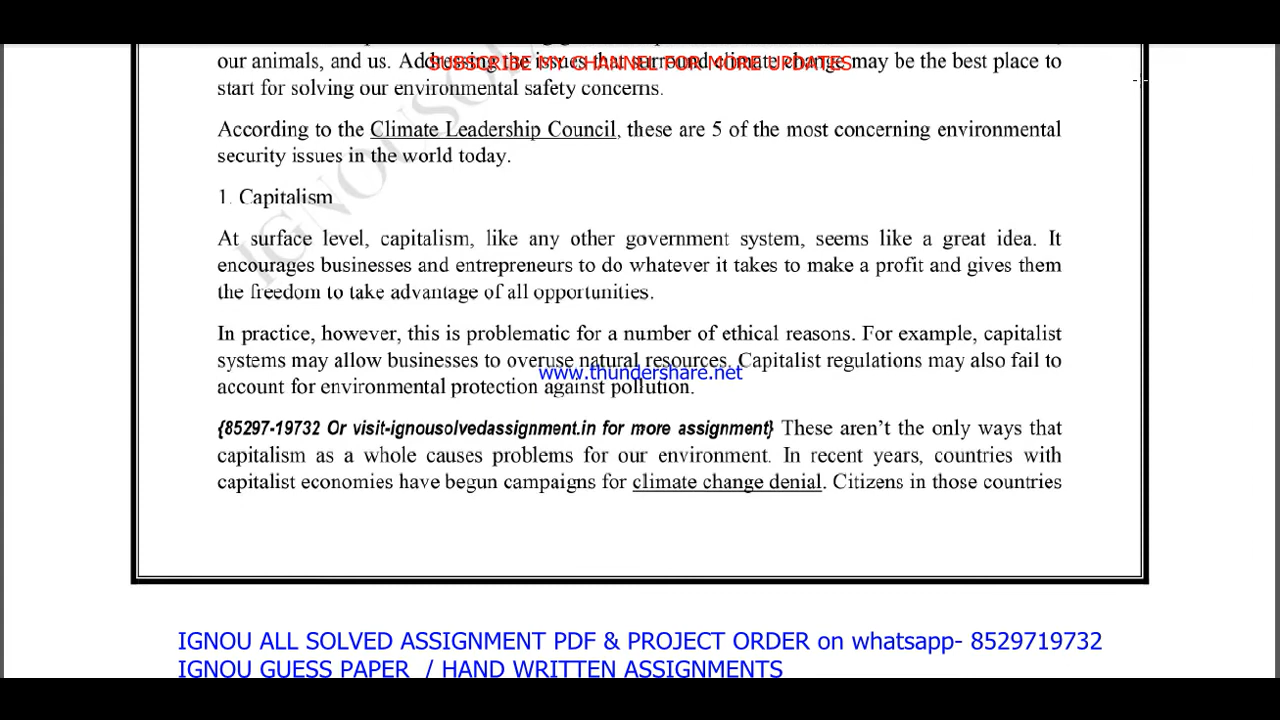 our animals, and us. Addressing the issues that surround climate change may be the best place to
SUBSCRIBE MY CHANNEL FOR MORE UPDATES
start for solving our environmental safety concerns.
According to the Climate Leadership Council, these are 5 of the most concerning environmental
security issues in the world today.
1. Capitalism
At surface level, capitalism, like any other government system, seems like a great idea. It
encourages businesses and entrepreneurs to do whatever it takes to make a profit and gives them
the freedom to take advantage of all opportunities.
In practice, however, this is problematic for a number of ethical reasons. For example, capitalist
systems may allow businesses to overuse natural resources. Capitalist regulations may also fail to
www.thundershare.net
account for environmental protection against pollution.
{85297-19732 Or visit-ignousolvedassignment.in for more assignment} These aren't the only ways that
capitalism as a whole causes problems for our environment. In recent years, countries with
capitalist economies have begun campaigns for climate change denial. Citizens in those countries
IGNOU ALL SOLVED ASSIGNMENT PDF & PROJECT ORDER on whatsapp- 8529719732
IGNOU GUESS PAPER / HAND WRITTEN ASSIGNMENTS